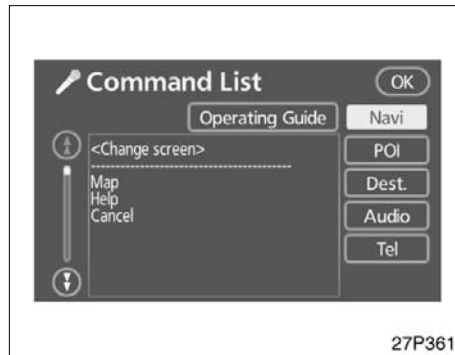 Command List
OK
Operating Guide
Navi
<Change screen>
POI
------------------------------------
Map
Dest.
Help
Cancel
Audio
Tel
27P361